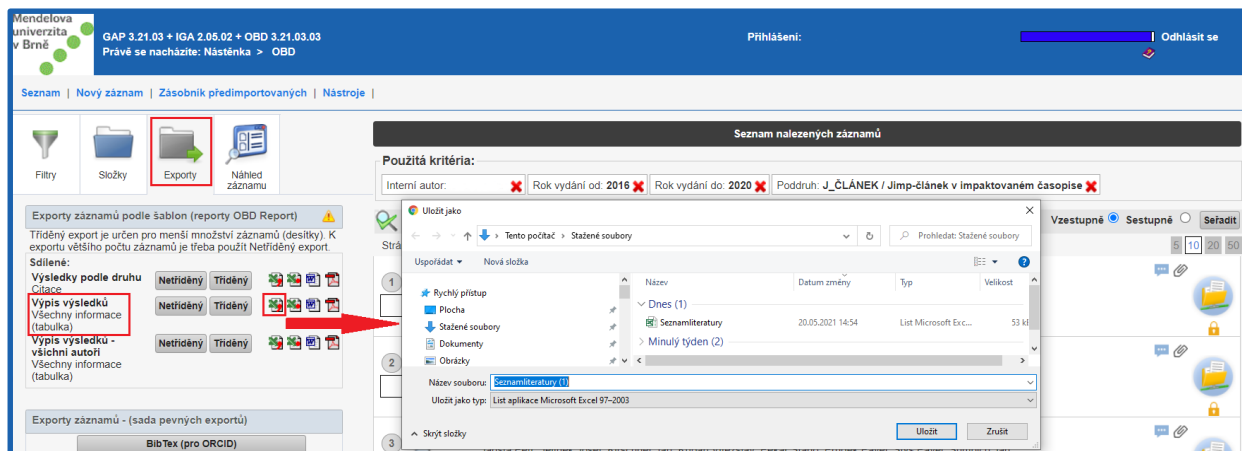 Mendelova
univerzita
v Brně
GAP 3.21.03 + IGA 2.05.02 + OBD 3.21.03.03
Právě se nacházíte: Nástěnka > OBD
Přihlášení:
Odhlásit se
Seznam | Nový záznam | Zásobník předimportovaných | Nástroje |
Filtry
Složky
Exporty
Náhled
záznamu
Seznam nalezených záznamů
Použitá kritéria:
Interní autor:
Rok vydání od: 2016
Rok vydání do: 2020
Poddruh: J_ČLÁNEK / Jimp-článek v impaktovaném časopise
Exporty záznamů podle šablon (reporty OBD Report)
Tříděný export je určen pro menší množství záznamů (desítky). K
exportu většího počtu záznamů je třeba použít Netříděný export.
Sdílené:
Výsledky podle druhu
Citace
Netříděný Tříděný
Výpis výsledků
Všechny informace
(tabulka)
Netříděný Tříděný
Výpis výsledků -
všichni autoři
Všechny informace
(tabulka)
Netříděný Tříděný
Exporty záznamů - (sada pevných exportů)
BibTex (pro ORCID)
Vzestupně Sestupně Seřadit
Strá
5 10 20 50
1
2
3
Uložit jako
Tento počítač > Stažené soubory
Prohledat: Stažené soubory
Uspořádat Nová složka
Rychlý přístup
Plocha
Stažené soubory
Dokumenty
Obrázky
Název Datum změny Typ Velikost
Dnes (1)
Seznamliteratury 20.05.2021 14:54 List Microsoft Exc... 53 kB
Minulý týden (2)
Název souboru: Seznamliteratury (1)
Uložit jako typ: List aplikace Microsoft Excel 97–2003
Skrýt složky
Uložit Zrušit